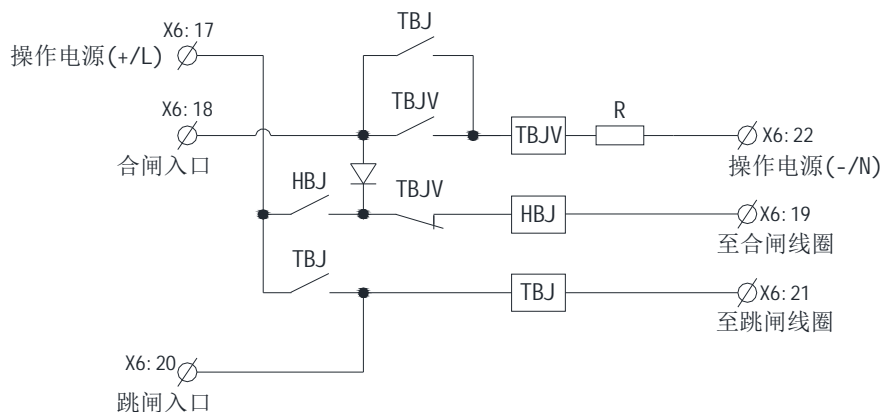 TBJ
X6:17
操作电源(+/L)
X6:18
TBJV
R
TBJV
X6:22
合闸入口
操作电源(-/N)
HBJ
TBJV
HBJ
X6:19
至合闸线圈
TBJ
TBJ
X6:21
至跳闸线圈
X6:20
跳闸入口